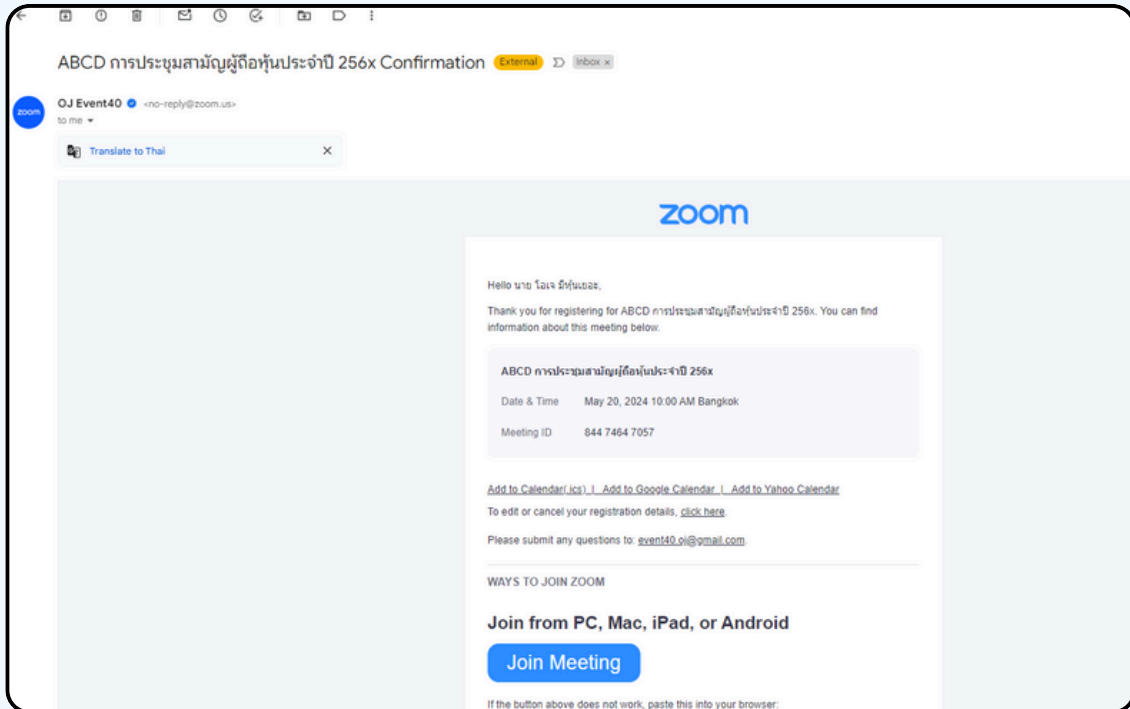 ABCD การประชุมสามัญผู้ถือหุ้นประจำปี 256x Confirmation External Inbox x
zoom
OJ Event40 <no-reply@zoom.us>
to me
Translate to Thai
zoom
Hello นาย โอเจ มีหุ้นเยอะ,
Thank you for registering for ABCD การประชุมสามัญผู้ถือหุ้นประจำปี 256x. You can find
information about this meeting below.
ABCD การประชุมสามัญผู้ถือหุ้นประจำปี 256x
Date & Time May 20, 2024 10:00 AM Bangkok
Meeting ID 844 7464 7057
Add to Calendar(.ics) | Add to Google Calendar | Add to Yahoo Calendar
To edit or cancel your registration details, click here.
Please submit any questions to: event40.oj@gmail.com.
WAYS TO JOIN ZOOM
Join from PC, Mac, iPad, or Android
Join Meeting
If the button above does not work, paste this into your browser: